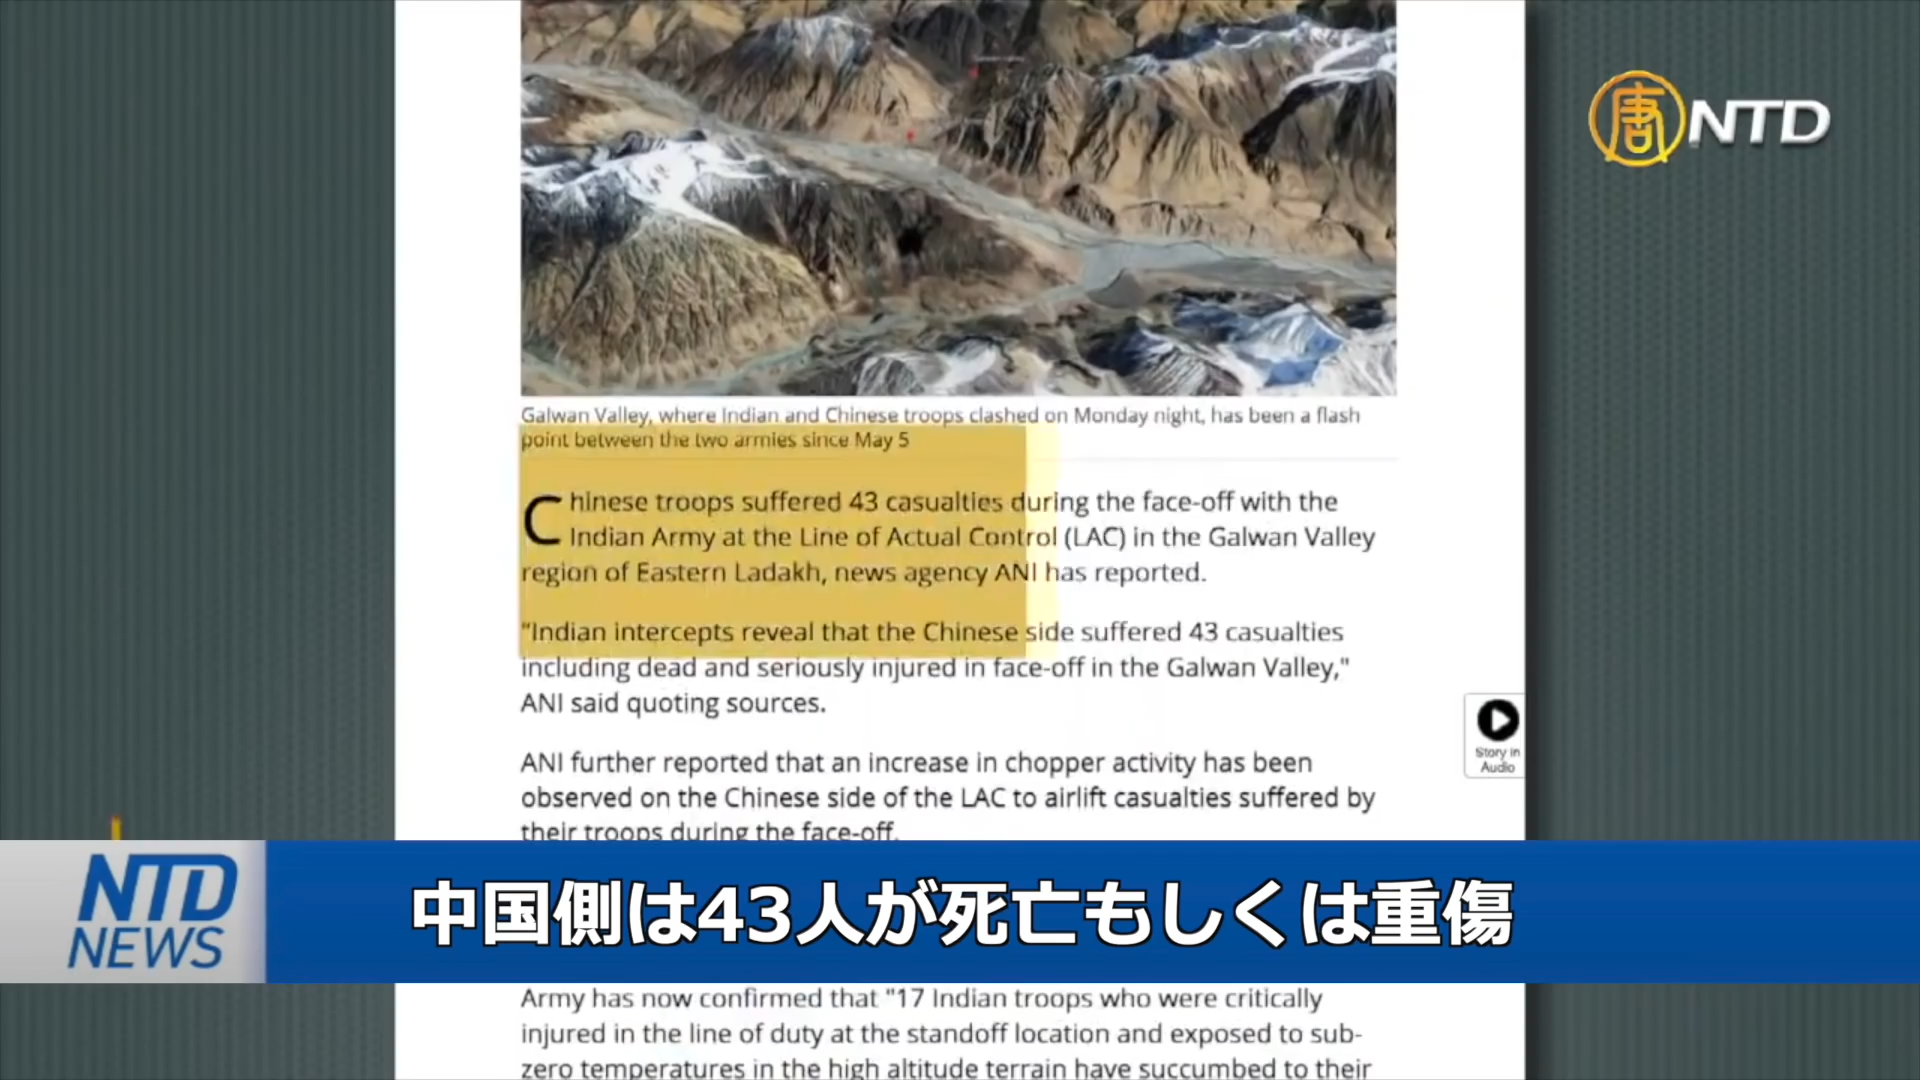 唐NTD
Galwan Valley, where Indian and Chinese troops clashed on Monday night, has been a flash
point between the two armies since May 5
Chinese troops suffered 43 casualties during the face-off with the
Indian Army at the Line of Actual Control (LAC) in the Galwan Valley
region of Eastern Ladakh, news agency ANI has reported.
"Indian intercepts reveal that the Chinese side suffered 43 casualties
including dead and seriously injured in face-off in the Galwan Valley,"
ANI said quoting sources.
Story in
Audio
ANI further reported that an increase in chopper activity has been
observed on the Chinese side of the LAC to airlift casualties suffered by
their troops during the face-off.
NTD
NEWS
中国側は43人が死亡もしくは重傷
Army has now confirmed that "17 Indian troops who were critically
injured in the line of duty at the standoff location and exposed to sub-
zero temperatures in the high altitude terrain have succumbed to their